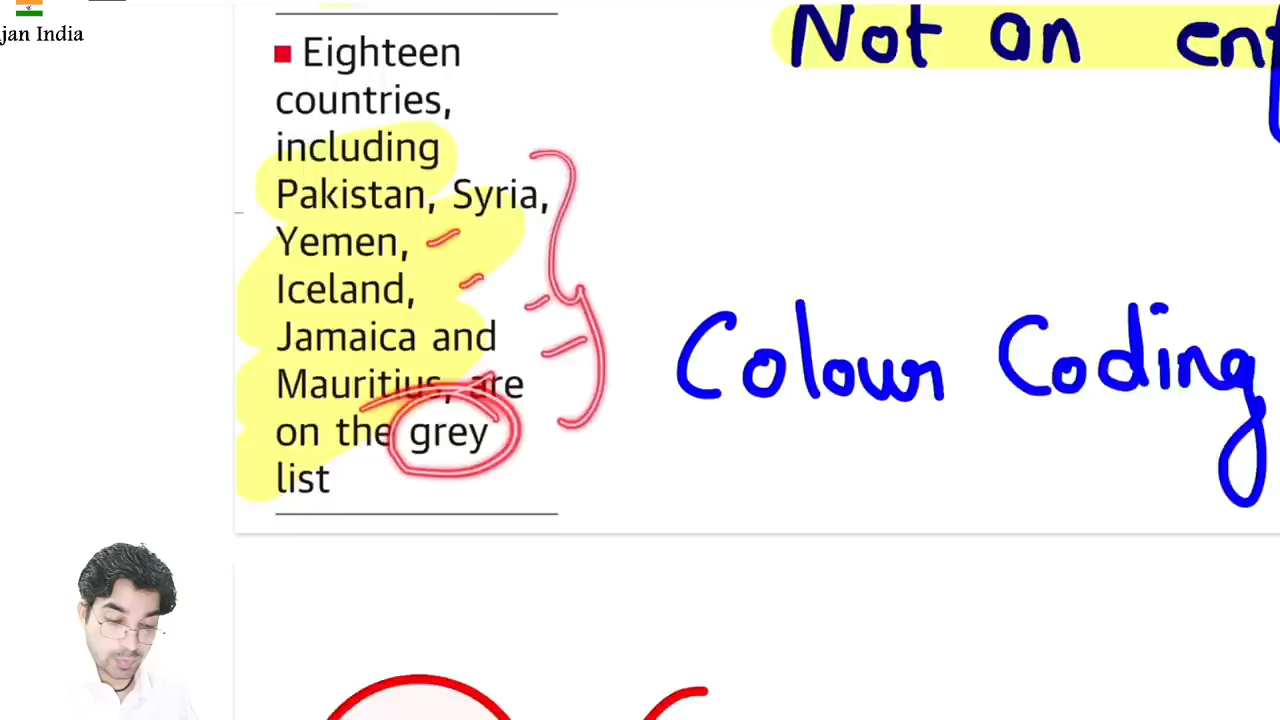 jan India
Eighteen
countries,
including
Pakistan, Syria,
Yemen,
Iceland,
Jamaica and
Mauritius, are
on the grey
list
Not an
Colour Coding